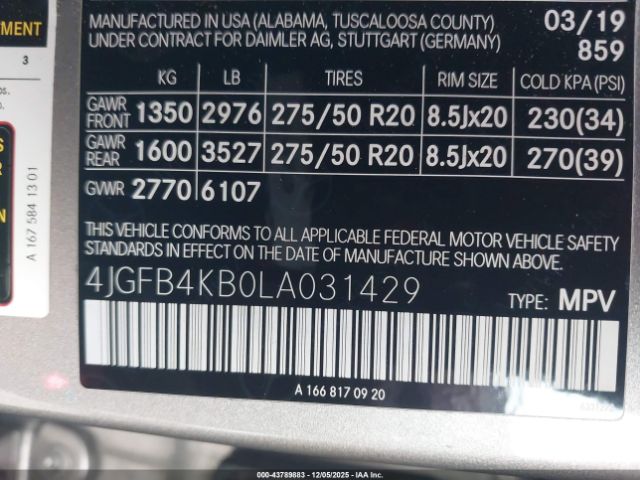 MANUFACTURED IN USA (ALABAMA, TUSCALOOSA COUNTY) 03/19
UNDER CONTRACT FOR DAIMLER AG, STUTTGART (GERMANY) 859
KG LB TIRES RIM SIZE COLD KPA (PSI)
GAWR FRONT 1350 2976 275/50 R20 8.5Jx20 230(34)
GAWR REAR 1600 3527 275/50 R20 8.5Jx20 270(39)
GVWR 2770 6107
THIS VEHICLE CONFORMS TO ALL APPLICABLE FEDERAL MOTOR VEHICLE SAFETY
STANDARDS IN EFFECT ON THE DATE OF MANUFACTURE SHOWN ABOVE.
4JGFB4KB0LA031429 TYPE: MPV
A 166 817 09 20
3
A 167 584 13 01
000-43789883 - 12/05/2025 - IAA Inc.